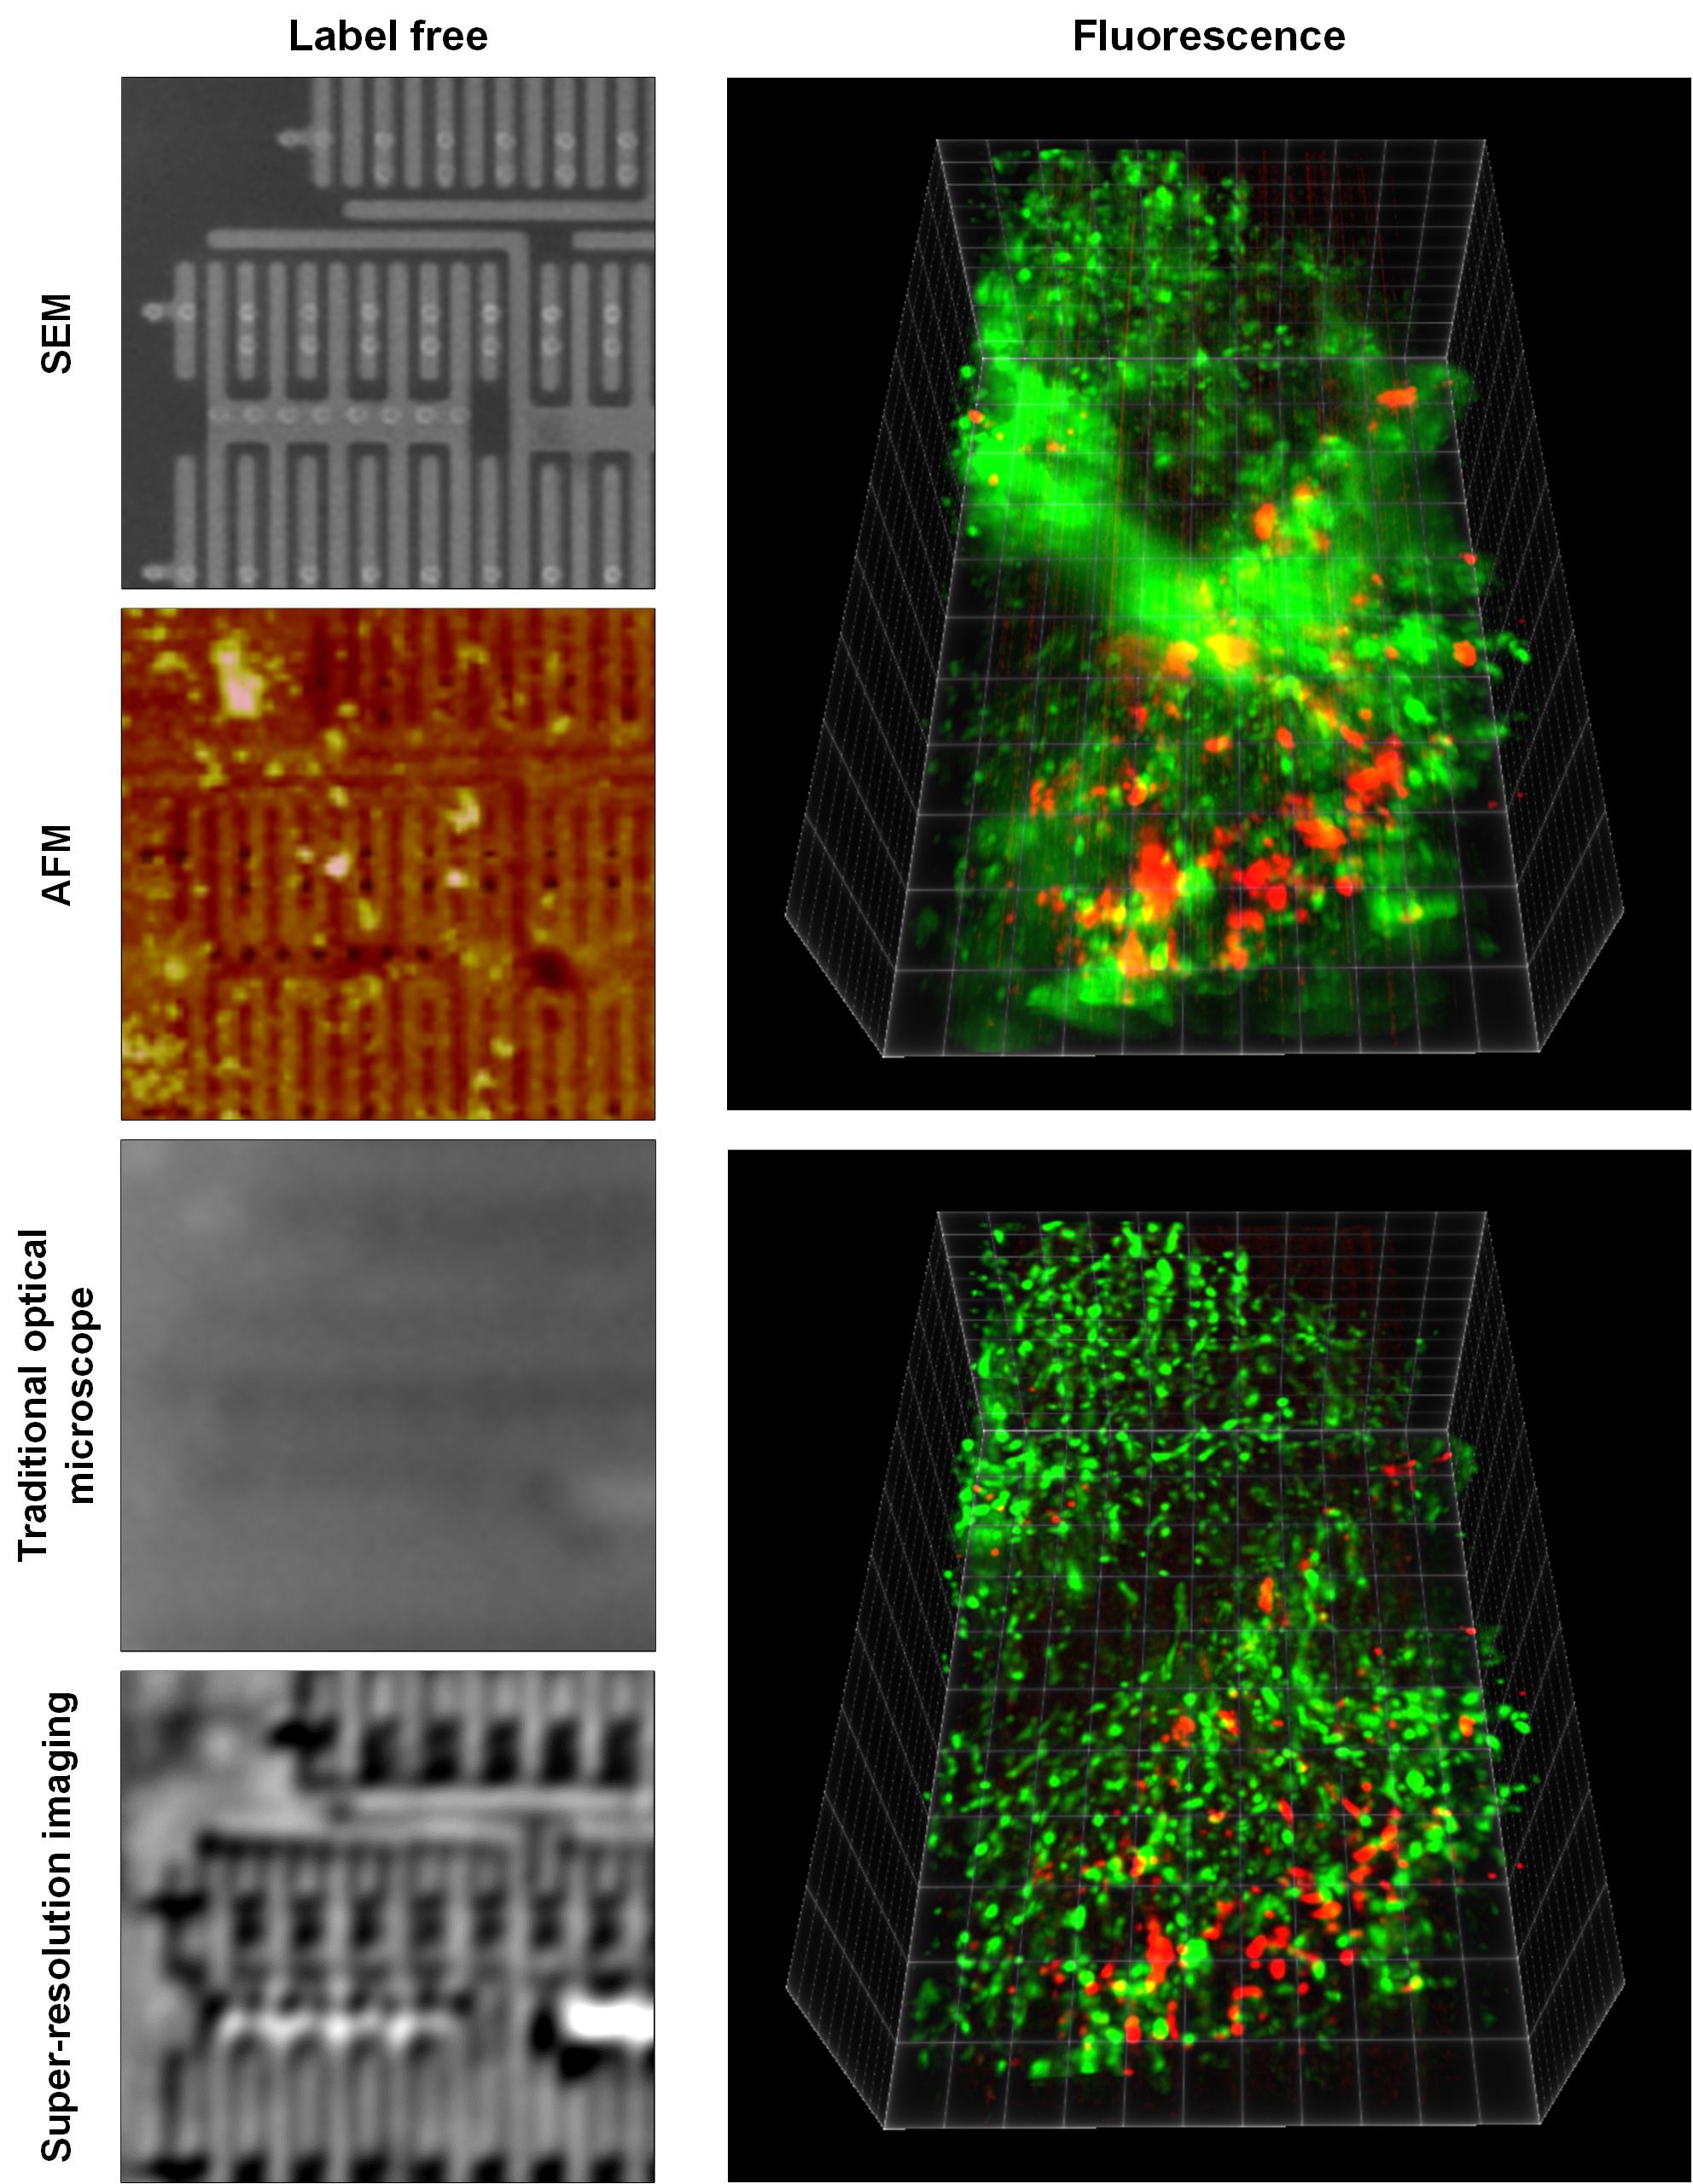 Label free
Fluorescence
SEM
AFM
Traditional optical
microscope
Super-resolution imaging